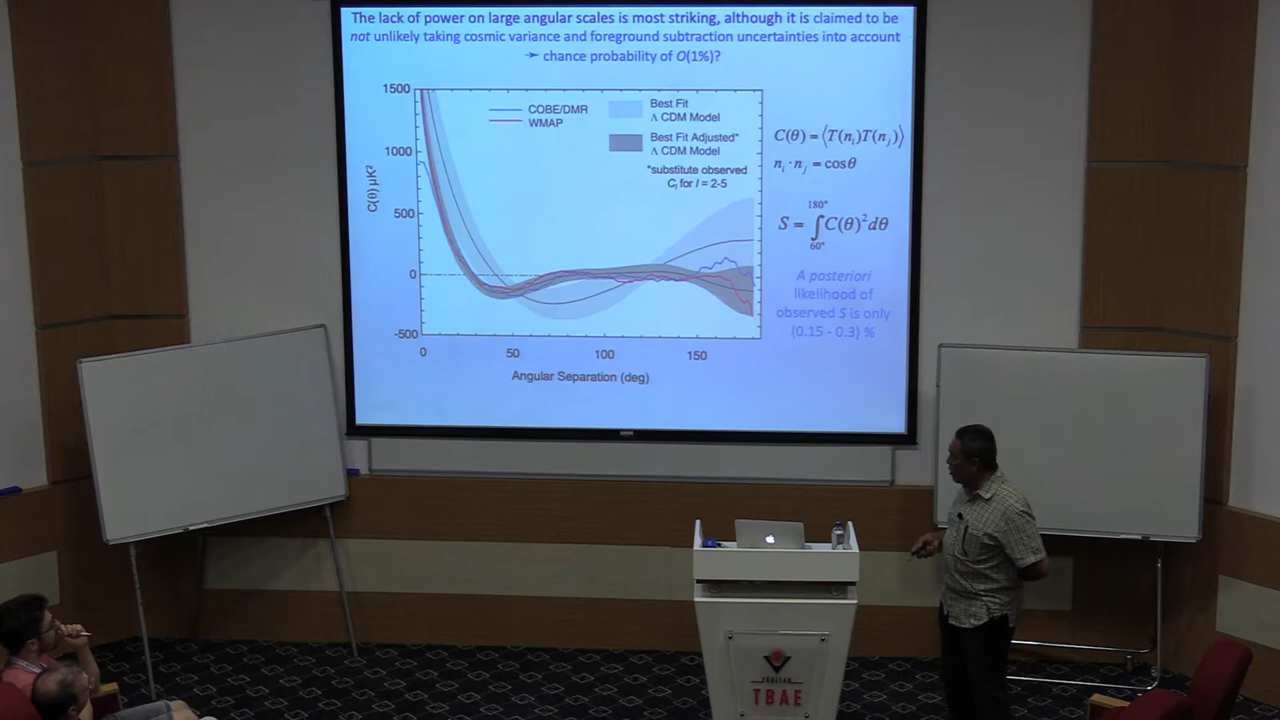 The lack of power on large angular scales is most striking, although it is claimed to be
not unlikely taking cosmic variance and foreground subtraction uncertainties into account
→ chance probability of O(1%)?
1500
1000
500
0
-500
C(θ) μK²
COBE/DMR
WMAP
Best Fit
Λ CDM Model
Best Fit Adjusted*
Λ CDM Model
*substitute observed
Cl for l = 2-5
0
50
100
150
Angular Separation (deg)
C(θ) = ⟨T(ni)T(nj)⟩
ni · nj = cosθ
S = ∫60°180° C(θ)² dθ
A posteriori
likelihood of
observed S is only
(0.15 - 0.3) %
TÜBİTAK
TBAE